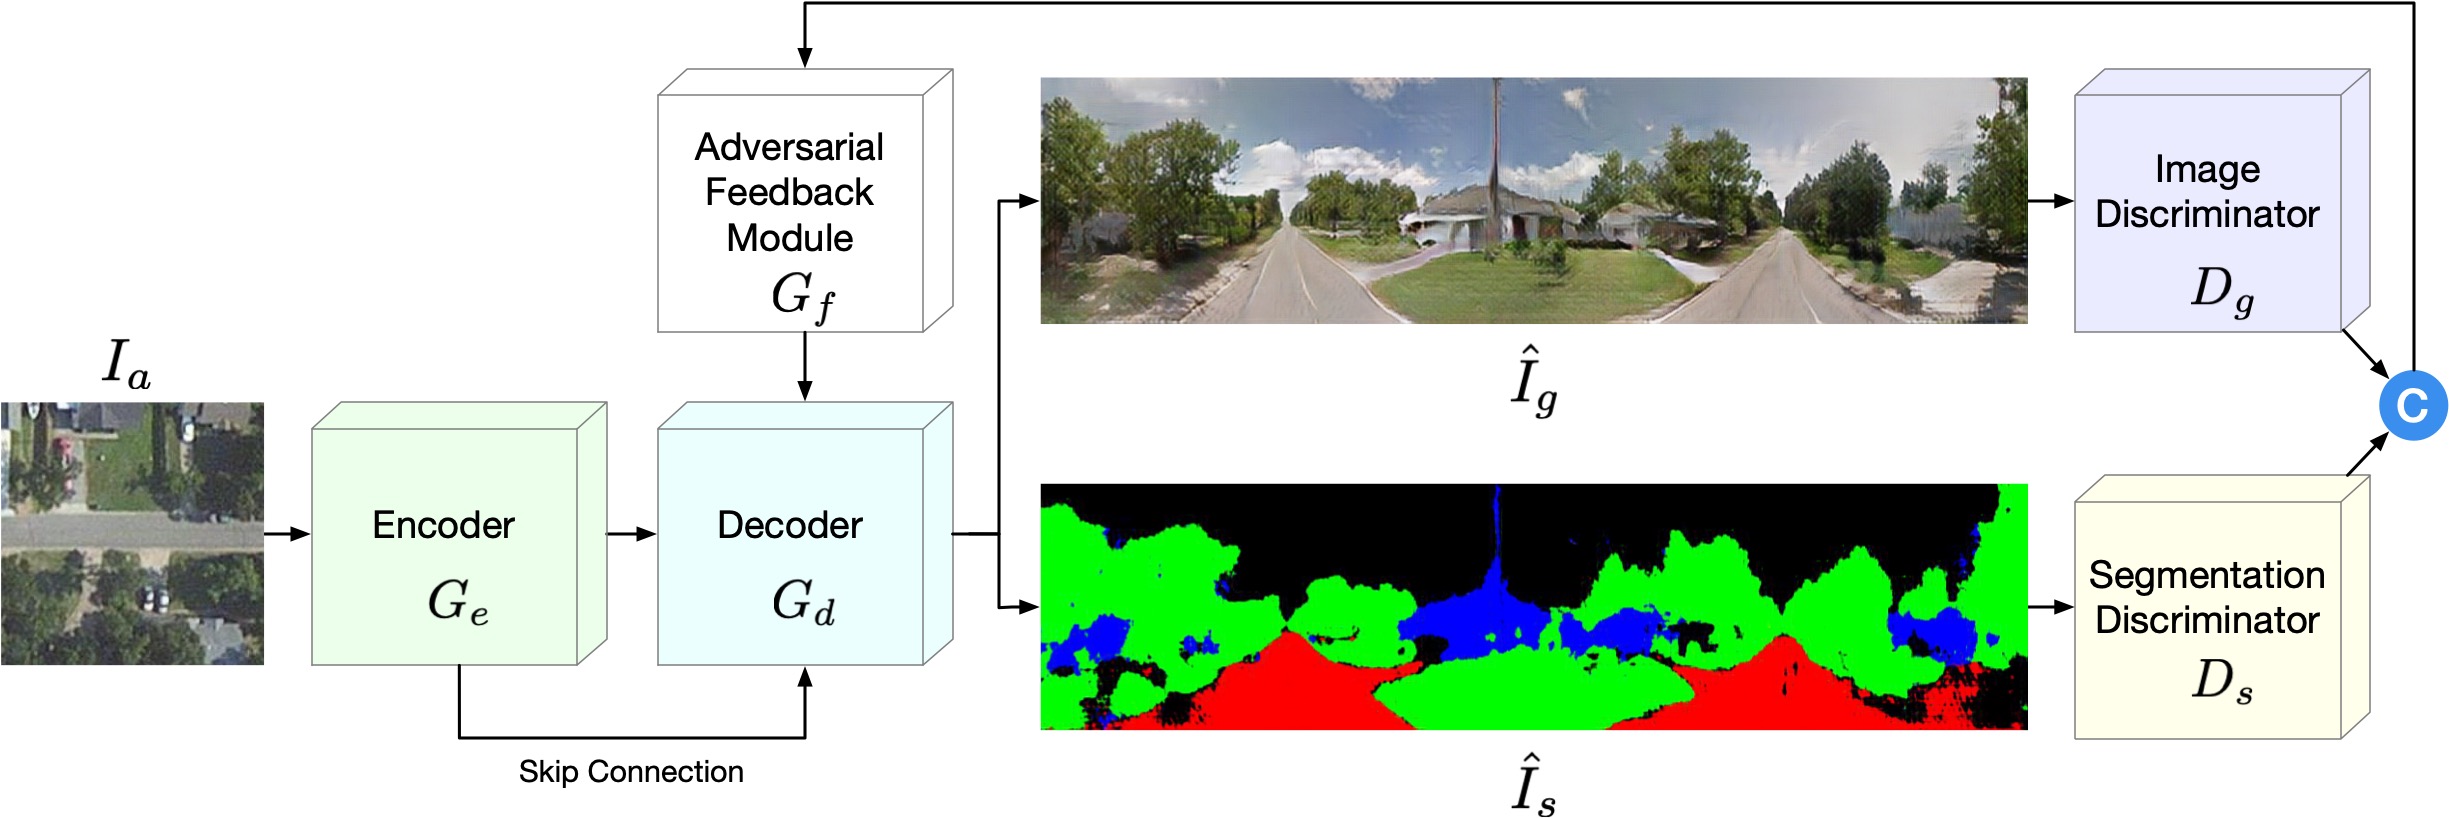 Adversarial
Feedback
Module
G_f
Image
Discriminator
D_g
I_a
Î_g
C
Encoder
G_e
Decoder
G_d
Segmentation
Discriminator
D_s
Skip Connection
Î_s